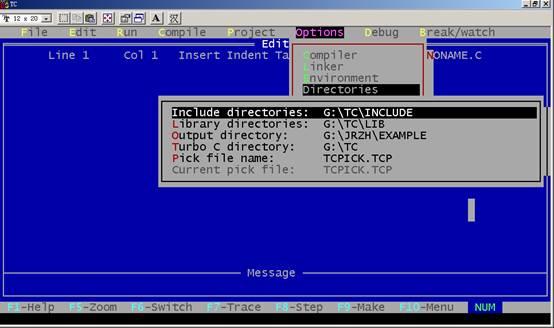 TC
12 x 20
A
File Edit Run Compile Project Options Debug Break/watch
Edit
Line 1 Col 1 Insert Indent Ta NONAME.C
Compiler
Linker
Environment
Directories
Include directories: G:\TC\INCLUDE
Library directories: G:\TC\LIB
Output directory: G:\JRZH\EXAMPLE
Turbo C directory: G:\TC
Pick file name: TCPICK.TCP
Current pick file: TCPICK.TCP
Message
F1-Help F5-Zoom F6-Switch F7-Trace F8-Step F9-Make F10-Menu NUM